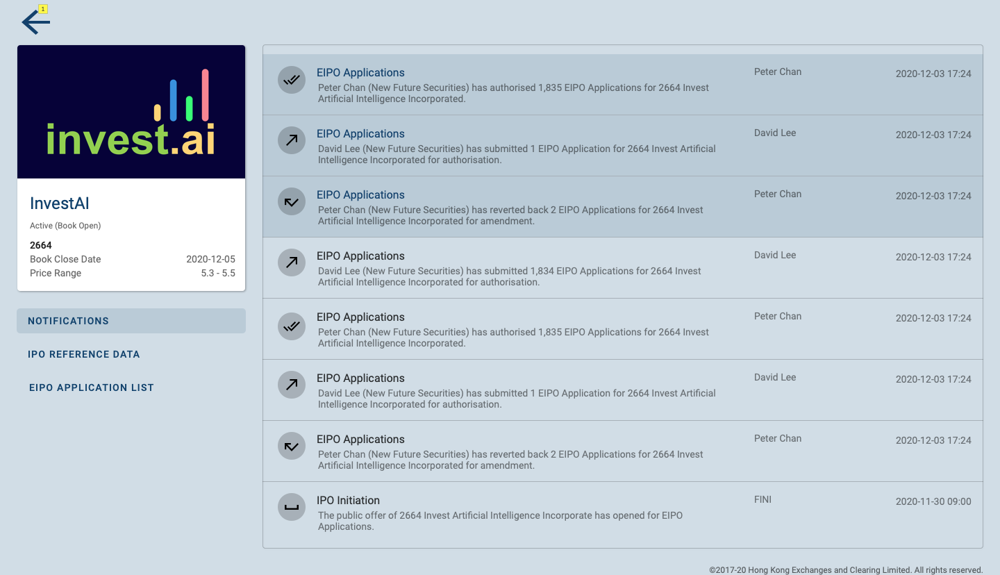 1
invest.ai
InvestAI
Active (Book Open)
2664
Book Close Date 2020-12-05
Price Range 5.3 - 5.5
NOTIFICATIONS
IPO REFERENCE DATA
EIPO APPLICATION LIST
EIPO Applications Peter Chan 2020-12-03 17:24
Peter Chan (New Future Securities) has authorised 1,835 EIPO Applications for 2664 Invest
Artificial Intelligence Incorporated.
EIPO Applications David Lee 2020-12-03 17:24
David Lee (New Future Securities) has submitted 1 EIPO Application for 2664 Invest Artificial
Intelligence Incorporated for authorisation.
EIPO Applications Peter Chan 2020-12-03 17:24
Peter Chan (New Future Securities) has reverted back 2 EIPO Applications for 2664 Invest
Artificial Intelligence Incorporated for amendment.
EIPO Applications David Lee 2020-12-03 17:24
David Lee (New Future Securities) has submitted 1,834 EIPO Applications for 2664 Invest
Artificial Intelligence Incorporated for authorisation.
EIPO Applications Peter Chan 2020-12-03 17:24
Peter Chan (New Future Securities) has authorised 1,835 EIPO Applications for 2664 Invest
Artificial Intelligence Incorporated.
EIPO Applications David Lee 2020-12-03 17:24
David Lee (New Future Securities) has submitted 1 EIPO Application for 2664 Invest Artificial
Intelligence Incorporated for authorisation.
EIPO Applications Peter Chan 2020-12-03 17:24
Peter Chan (New Future Securities) has reverted back 2 EIPO Applications for 2664 Invest
Artificial Intelligence Incorporated for amendment.
IPO Initiation FINI 2020-11-30 09:00
The public offer of 2664 Invest Artificial Intelligence Incorporate has opened for EIPO
Applications.
©2017-20 Hong Kong Exchanges and Clearing Limited. All rights reserved.